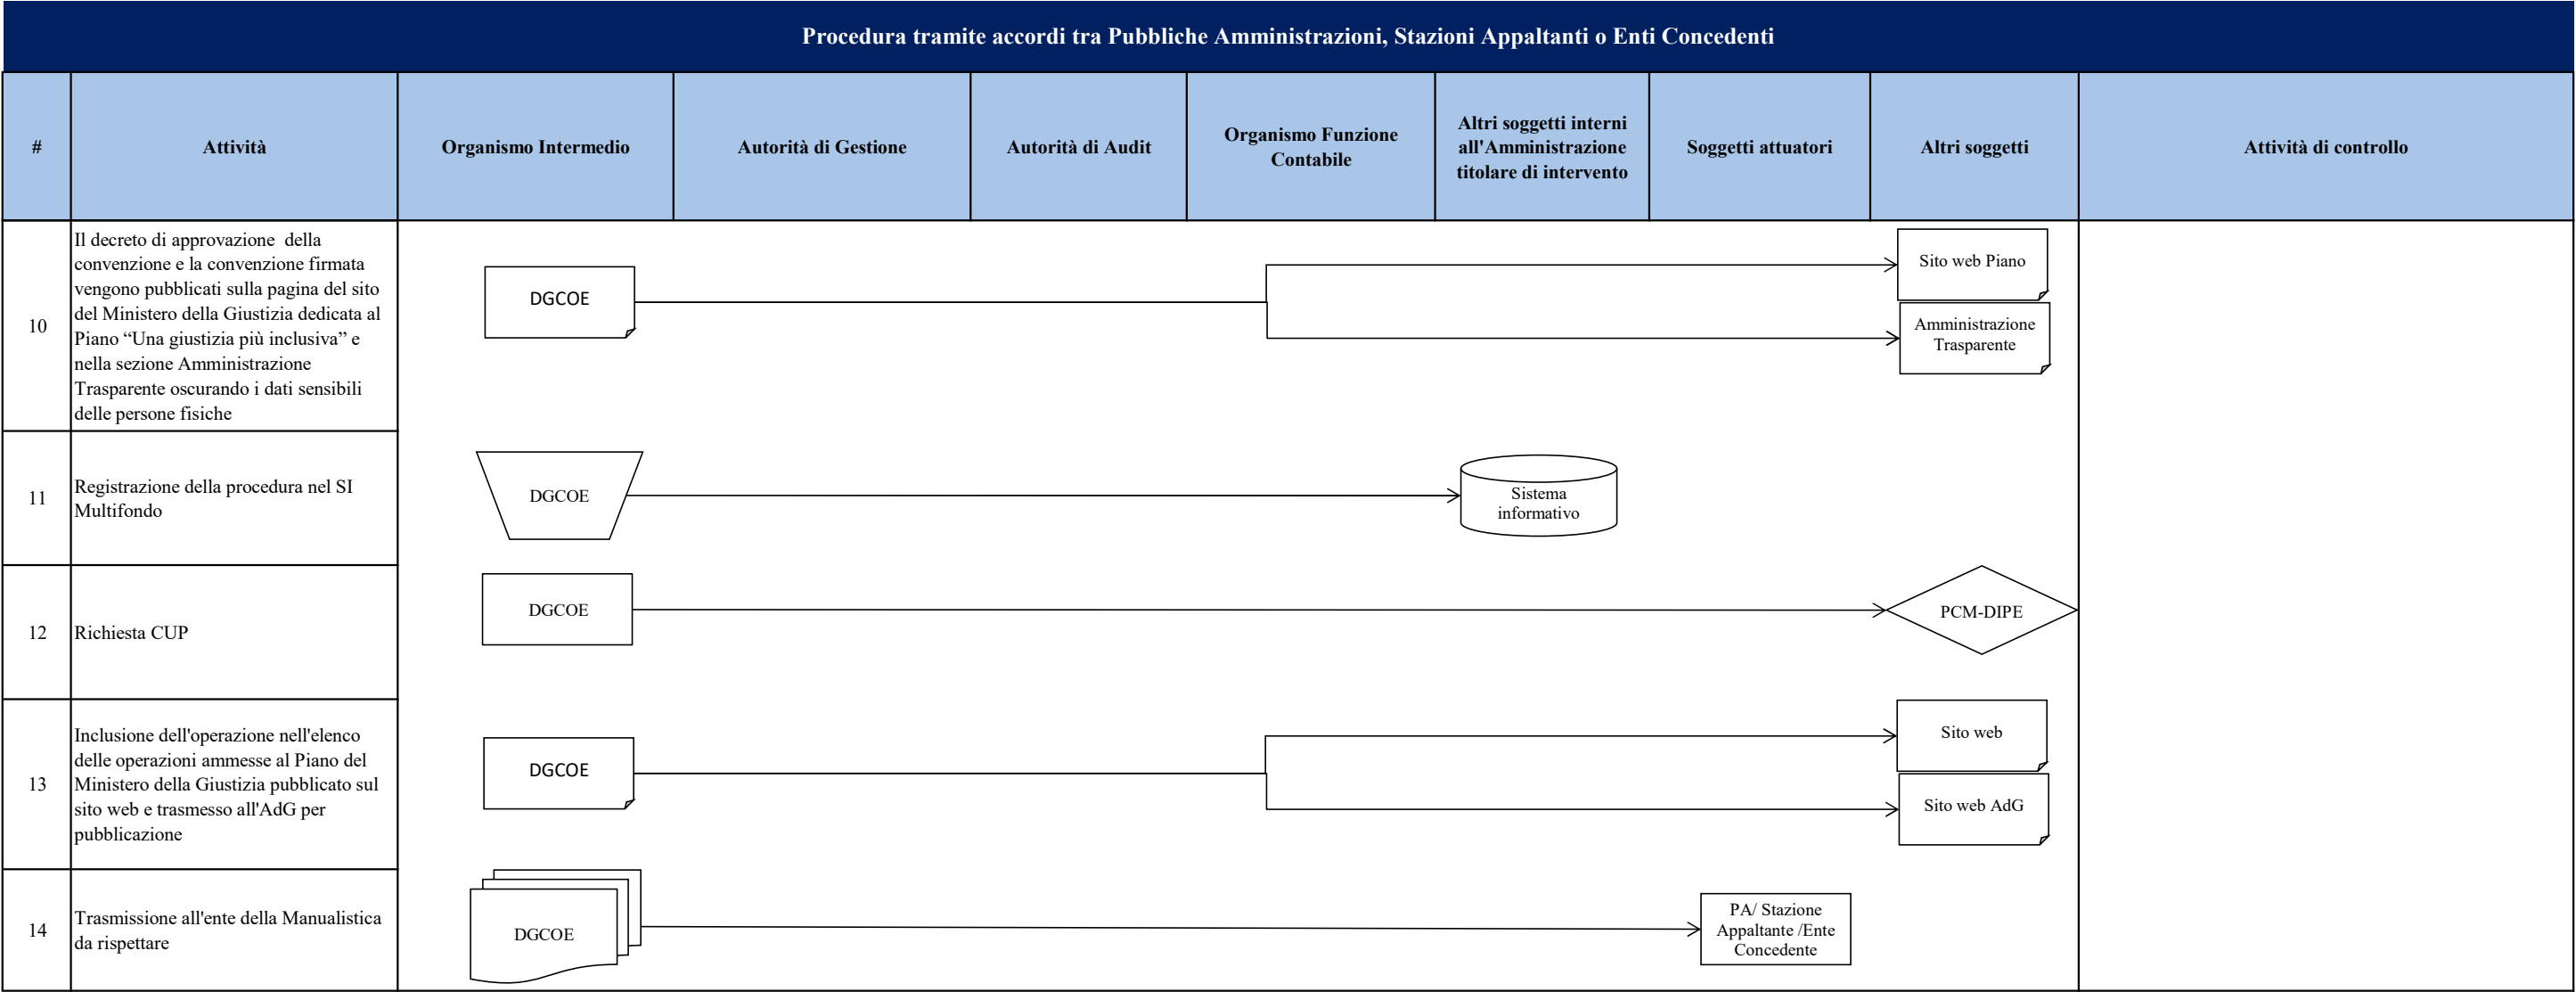 Procedura tramite accordi tra Pubbliche Amministrazioni, Stazioni Appaltanti o Enti Concedenti
#
Attività
Organismo Intermedio
Autorità di Gestione
Autorità di Audit
Organismo Funzione
Contabile
Altri soggetti interni
all'Amministrazione
titolare di intervento
Soggetti attuatori
Altri soggetti
Attività di controllo
10
Il decreto di approvazione  della
convenzione e la convenzione firmata
vengono pubblicati sulla pagina del sito
del Ministero della Giustizia dedicata al
Piano “Una giustizia più inclusiva” e
nella sezione Amministrazione
Trasparente oscurando i dati sensibili
delle persone fisiche
DGCOE
Sito web Piano
Amministrazione
Trasparente
11
Registrazione della procedura nel SI
Multifondo
DGCOE
Sistema
informativo
12
Richiesta CUP
DGCOE
PCM-DIPE
13
Inclusione dell'operazione nell'elenco
delle operazioni ammesse al Piano del
Ministero della Giustizia pubblicato sul
sito web e trasmesso all'AdG per
pubblicazione
DGCOE
Sito web
Sito web AdG
14
Trasmissione all'ente della Manualistica
da rispettare
DGCOE
PA/ Stazione
Appaltante /Ente
Concedente